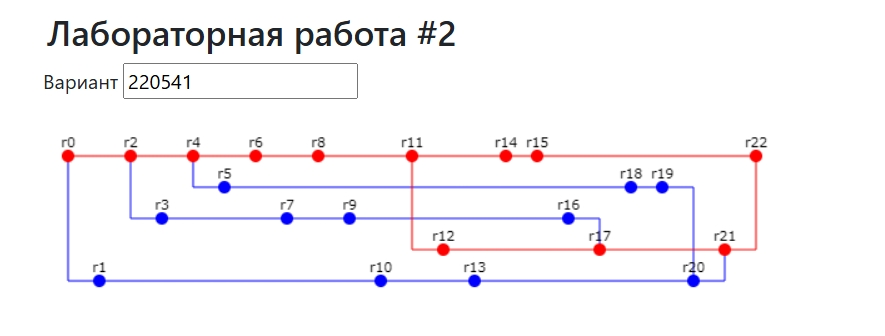 Лабораторная работа #2
Вариант 220541
r0 r2 r4 r6 r8 r11 r14 r15 r22
r5 r18 r19
r3 r7 r9 r16
r12 r17 r21
r1 r10 r13 r20